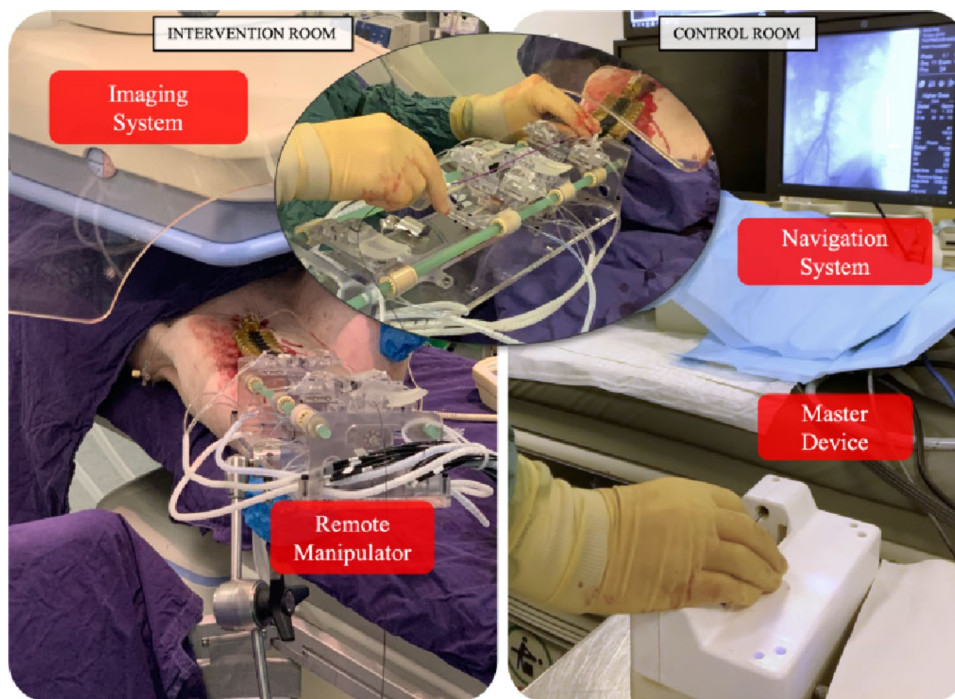 INTERVENTION ROOM
CONTROL ROOM
Imaging
System
Navigation
System
Master
Device
Remote
Manipulator